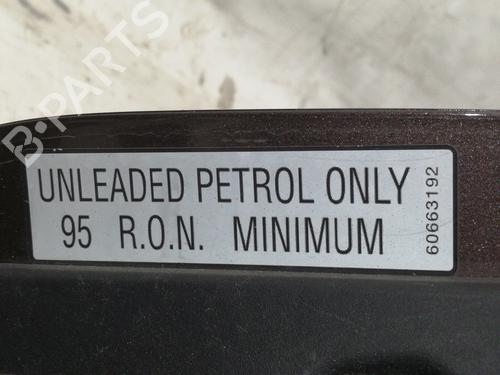 B-PARTS
UNLEADED PETROL ONLY
95 R.O.N. MINIMUM
60663192